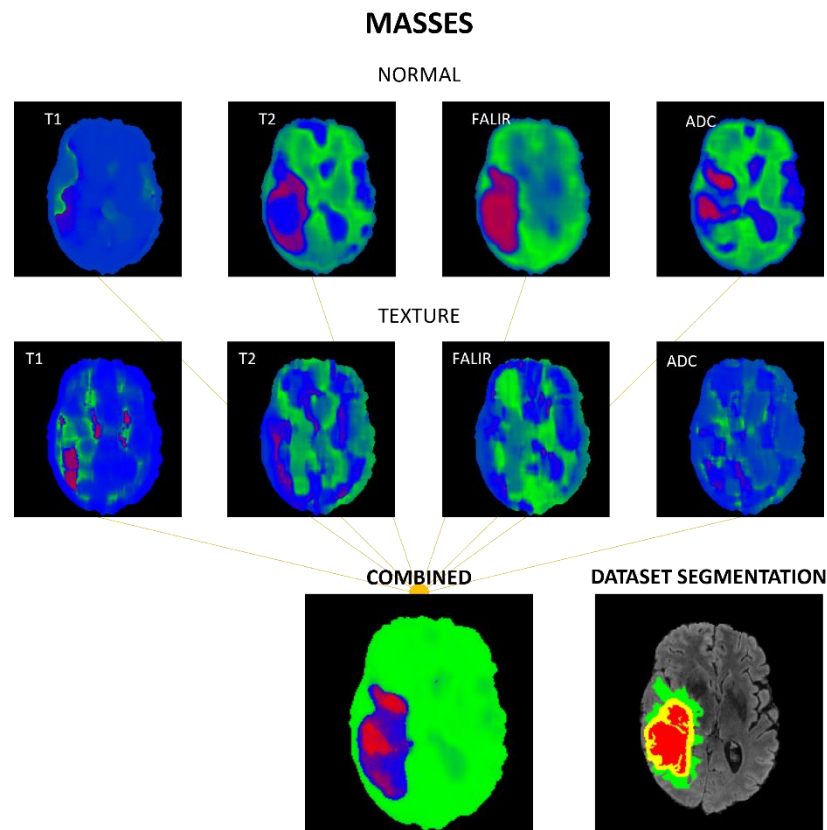 MASSES
NORMAL
T1
T2
FALIR
ADC
TEXTURE
T1
T2
FALIR
ADC
COMBINED
DATASET SEGMENTATION